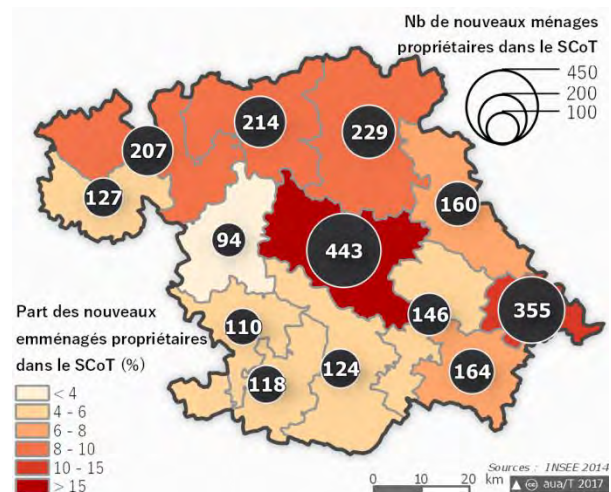 Nb de nouveaux ménages
propriétaires dans le SCoT
450
200
100
214
229
207
127
160
94
443
355
146
110
124
164
118
Part des nouveaux
emménagés propriétaires
dans le SCoT (%)
< 4
4 - 6
6 - 8
8 - 10
10 - 15
> 15
0 10 20 km
Sources : INSEE 2014
cc aua/T 2017